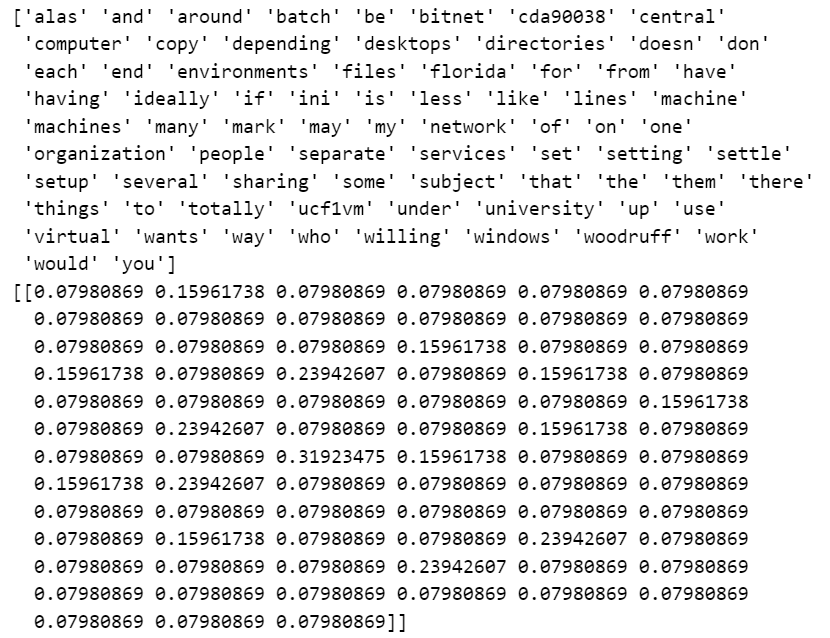 ['alas' 'and' 'around' 'batch' 'be' 'bitnet' 'cda90038' 'central'
'computer' 'copy' 'depending' 'desktops' 'directories' 'doesn' 'don'
'each' 'end' 'environments' 'files' 'florida' 'for' 'from' 'have'
'having' 'ideally' 'if' 'ini' 'is' 'less' 'like' 'lines' 'machine'
'machines' 'many' 'mark' 'may' 'my' 'network' 'of' 'on' 'one'
'organization' 'people' 'separate' 'services' 'set' 'setting' 'settle'
'setup' 'several' 'sharing' 'some' 'subject' 'that' 'the' 'them' 'there'
'things' 'to' 'totally' 'ucf1vm' 'under' 'university' 'up' 'use'
'virtual' 'wants' 'way' 'who' 'willing' 'windows' 'woodruff' 'work'
'would' 'you']
[[0.07980869 0.15961738 0.07980869 0.07980869 0.07980869 0.07980869
0.07980869 0.07980869 0.07980869 0.07980869 0.07980869 0.07980869
0.07980869 0.07980869 0.07980869 0.15961738 0.07980869 0.07980869
0.15961738 0.07980869 0.23942607 0.07980869 0.15961738 0.07980869
0.07980869 0.07980869 0.07980869 0.07980869 0.07980869 0.15961738
0.07980869 0.23942607 0.07980869 0.07980869 0.15961738 0.07980869
0.07980869 0.07980869 0.31923475 0.15961738 0.07980869 0.07980869
0.15961738 0.23942607 0.07980869 0.07980869 0.07980869 0.07980869
0.07980869 0.07980869 0.07980869 0.07980869 0.07980869 0.07980869
0.07980869 0.15961738 0.07980869 0.07980869 0.23942607 0.07980869
0.07980869 0.07980869 0.07980869 0.23942607 0.07980869 0.07980869
0.07980869 0.07980869 0.07980869 0.07980869 0.07980869 0.07980869
0.07980869 0.07980869 0.07980869]]